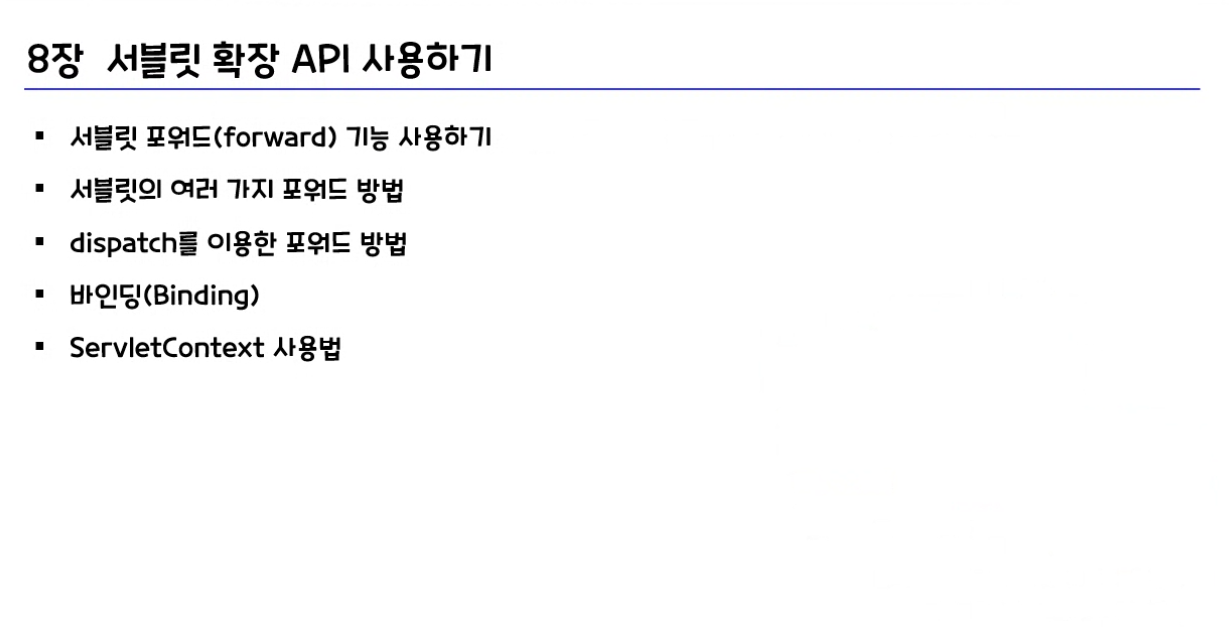 8장 서블릿 확장 API 사용하기
▪ 서블릿 포워드(forward) 기능 사용하기
▪ 서블릿의 여러 가지 포워드 방법
▪ dispatch를 이용한 포워드 방법
▪ 바인딩(Binding)
▪ ServletContext 사용법